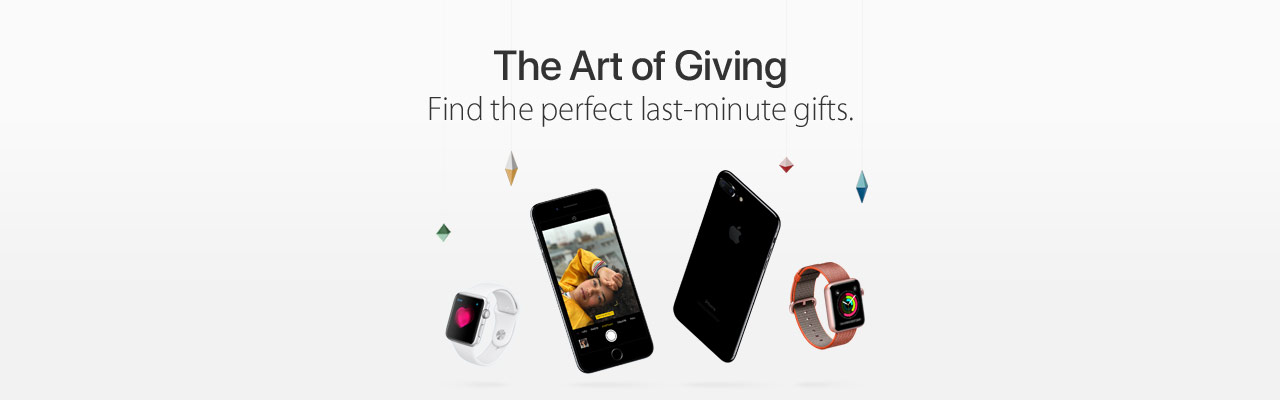 The Art of Giving
Find the perfect last-minute gifts.